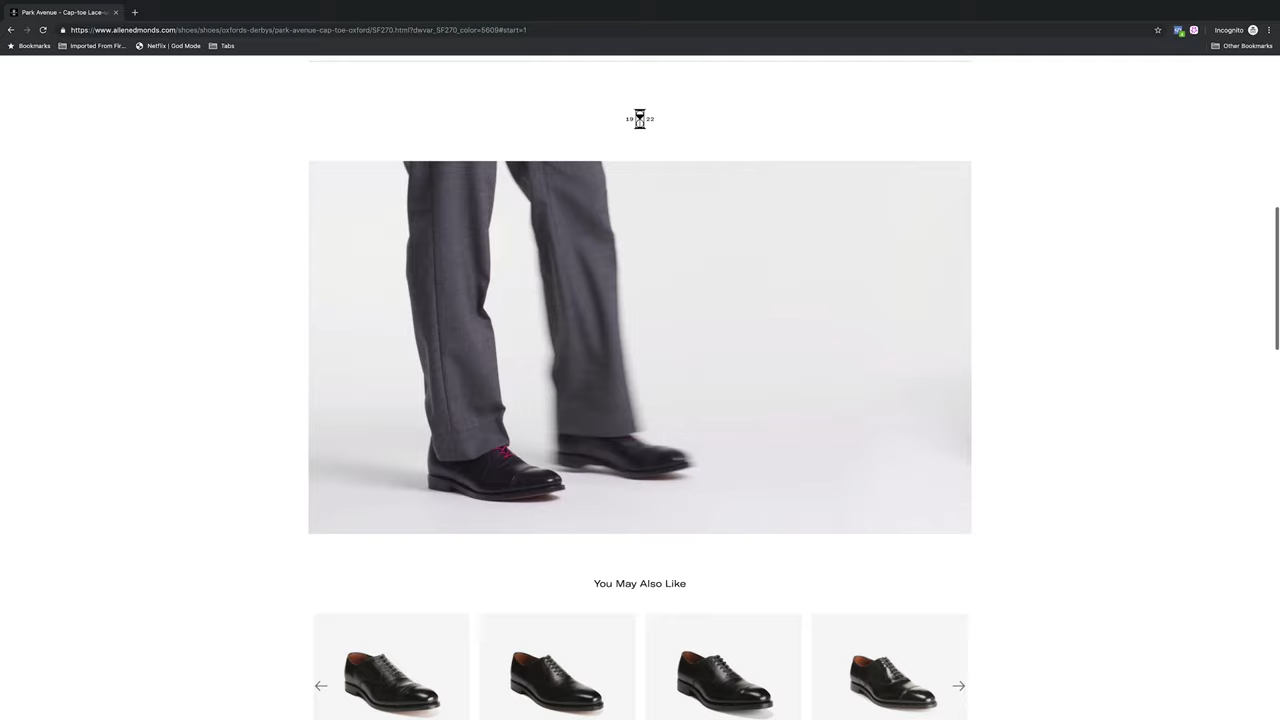 Park Avenue - Cap-toe Lace-u
https://www.allenedmonds.com/shoes/shoes/oxfords-derbys/park-avenue-cap-toe-oxford/SF270.html?dwvar_SF270_color=5609#start=1
Incognito
Bookmarks
Imported From Fir...
Netflix | God Mode
Tabs
Other Bookmarks
19 22
You May Also Like